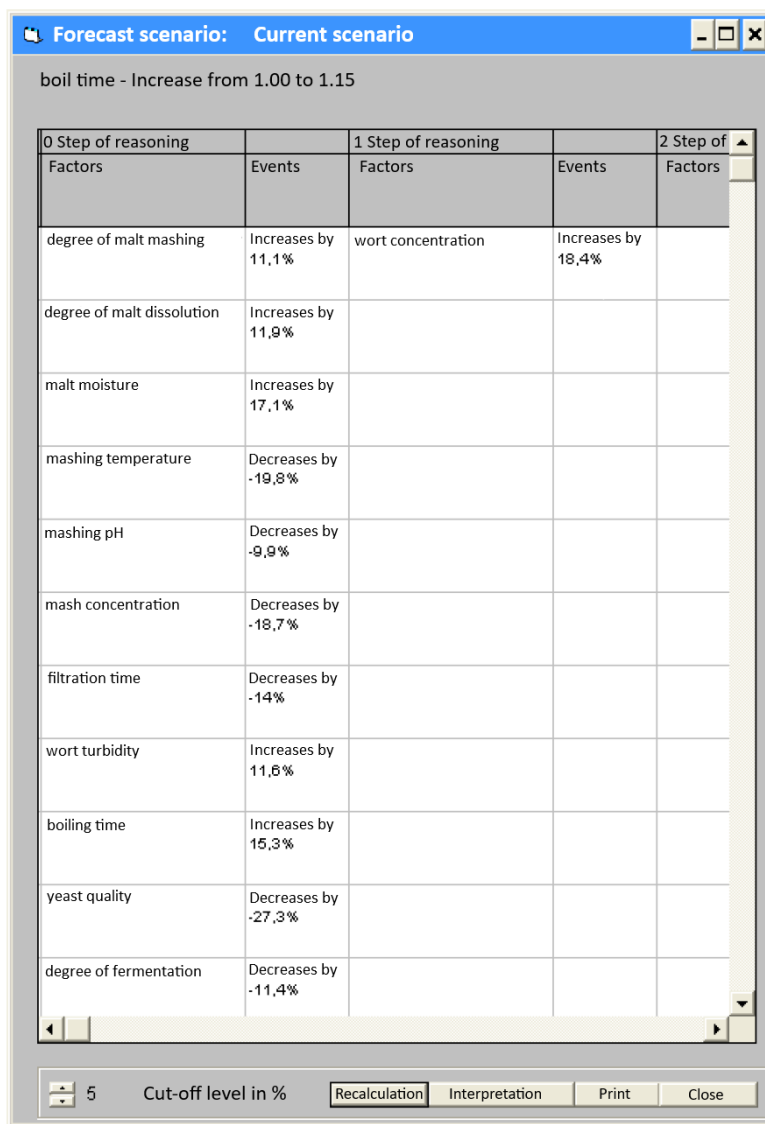 Forecast scenario: Current scenario
boil time - Increase from 1.00 to 1.15
0 Step of reasoning 1 Step of reasoning 2 Step of
Factors Events Factors Events Factors
degree of malt mashing Increases by wort concentration Increases by
11,1% 18,4%
degree of malt dissolution Increases by
11,9%
malt moisture Increases by
17,1%
mashing temperature Decreases by
-19,8%
mashing pH Decreases by
-9,9%
mash concentration Decreases by
-18,7%
filtration time Decreases by
-14%
wort turbidity Increases by
11,6%
boiling time Increases by
15,3%
yeast quality Decreases by
-27,3%
degree of fermentation Decreases by
-11,4%
5 Cut-off level in % Recalculation Interpretation Print Close